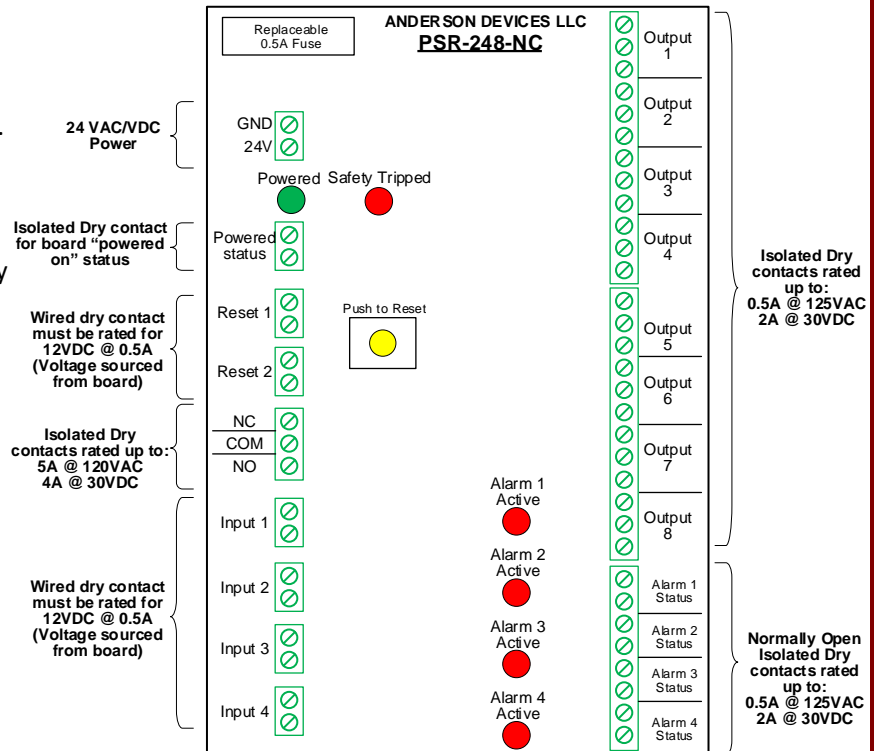 Replaceable
0.5A Fuse
ANDERSON DEVICES LLC
PSR-248-NC
24 VAC/VDC
Power
GND
24V
Powered
Safety Tripped
Isolated Dry contact
for board “powered
on” status
Powered
status
y
Wired dry contact
must be rated for
12VDC @ 0.5A
(Voltage sourced
from board)
Reset 1
Reset 2
Push to Reset
Isolated Dry
contacts rated up to:
5A @ 120VAC
4A @ 30VDC
NC
COM
NO
Wired dry contact
must be rated for
12VDC @ 0.5A
(Voltage sourced
from board)
Input 1
Input 2
Input 3
Input 4
Alarm 1
Active
Alarm 2
Active
Alarm 3
Active
Alarm 4
Active
Output
1
Output
2
Output
3
Output
4
Output
5
Output
6
Output
7
Output
8
Alarm 1
Status
Alarm 2
Status
Alarm 3
Status
Alarm 4
Status
Isolated Dry
contacts rated
up to:
0.5A @ 125VAC
2A @ 30VDC
Normally Open
Isolated Dry
contacts rated
up to:
0.5A @ 125VAC
2A @ 30VDC